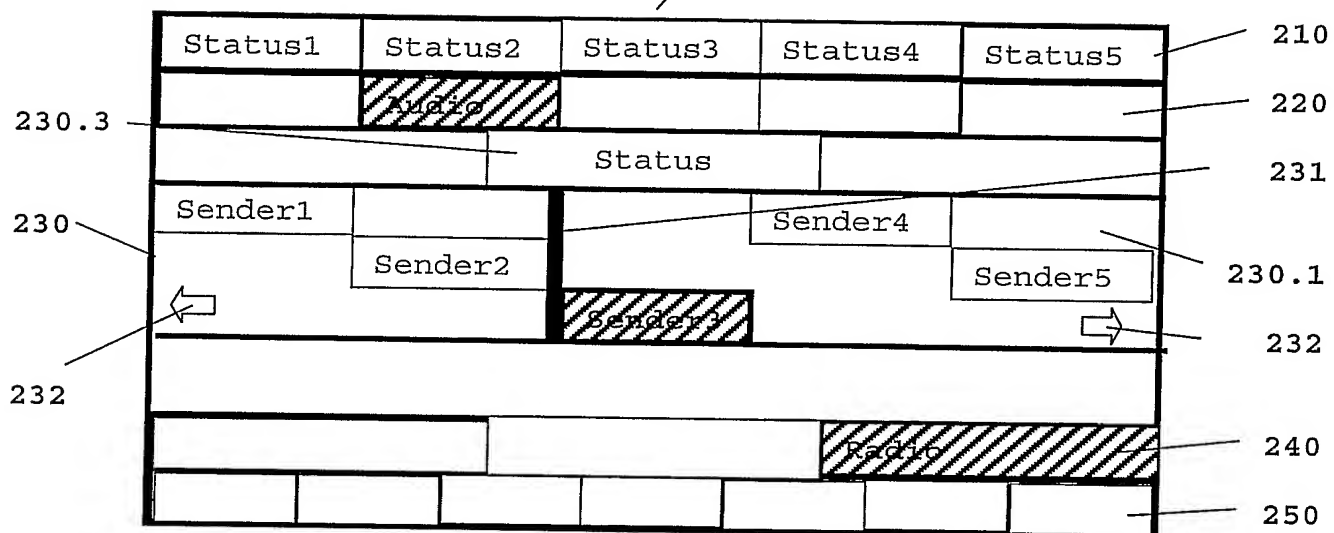 Status1 Status2 Status3 Status4 Status5 210
Audio 220
230.3 Status 231
Sender1 Sender4
230 Sender2 Sender5 230.1
Sender3 232
232
Radio 240
250